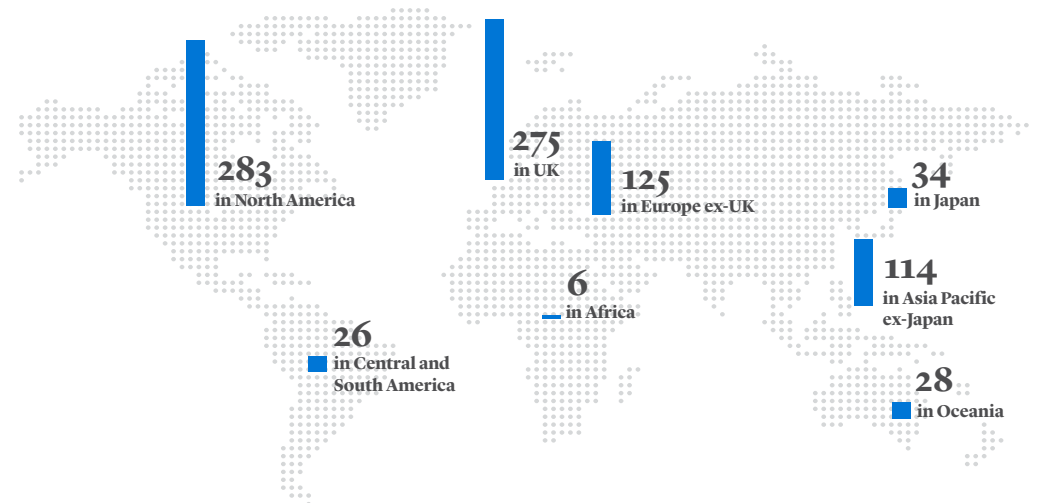 283
in North America
275
in UK
125
in Europe ex-UK
34
in Japan
114
in Asia Pacific
ex-Japan
6
in Africa
26
in Central and
South America
28
in Oceania